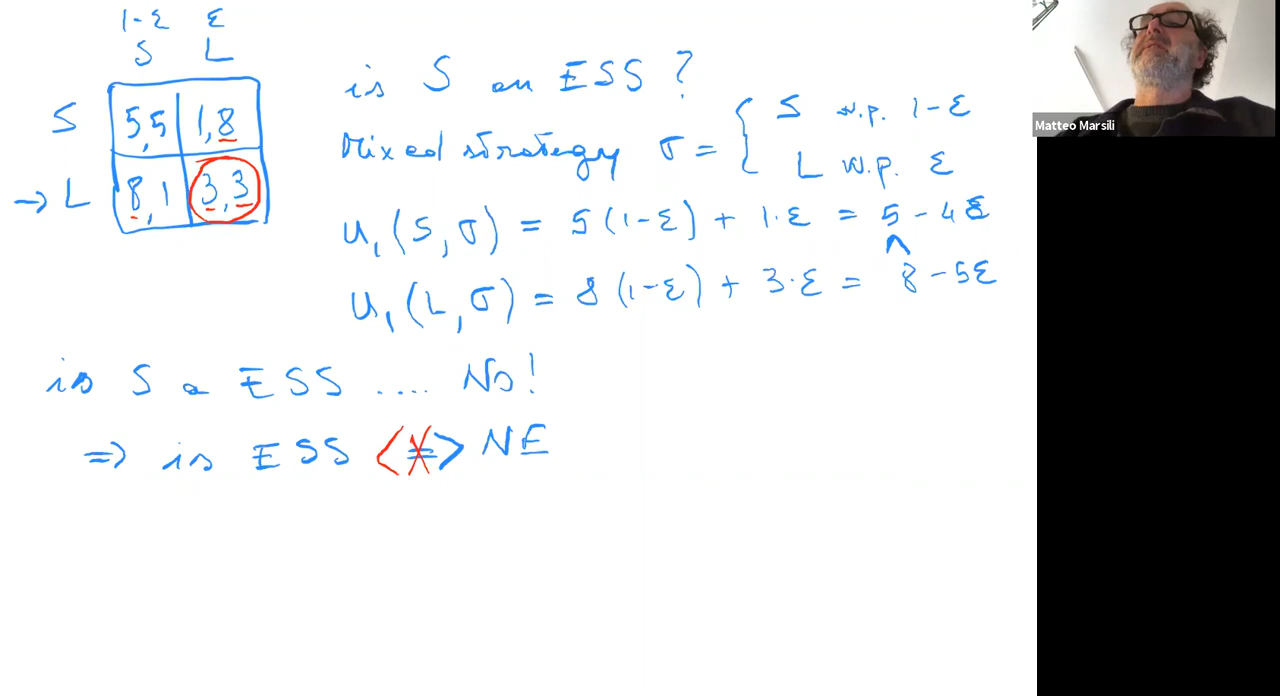 1-ε ε
S L
S 5,5 1,8
→ L 8,1 3,3
is S an ESS ?
Mixed strategy σ = { S w.p. 1-ε
L w.p. ε
u₁(S,σ) = 5(1-ε) + 1·ε = 5 - 4ε
∧
u₁(L,σ) = 8(1-ε) + 3·ε = 8 - 5ε
is S a ESS .... No!
⇒ is ESS <≠> NE
Matteo Marsili